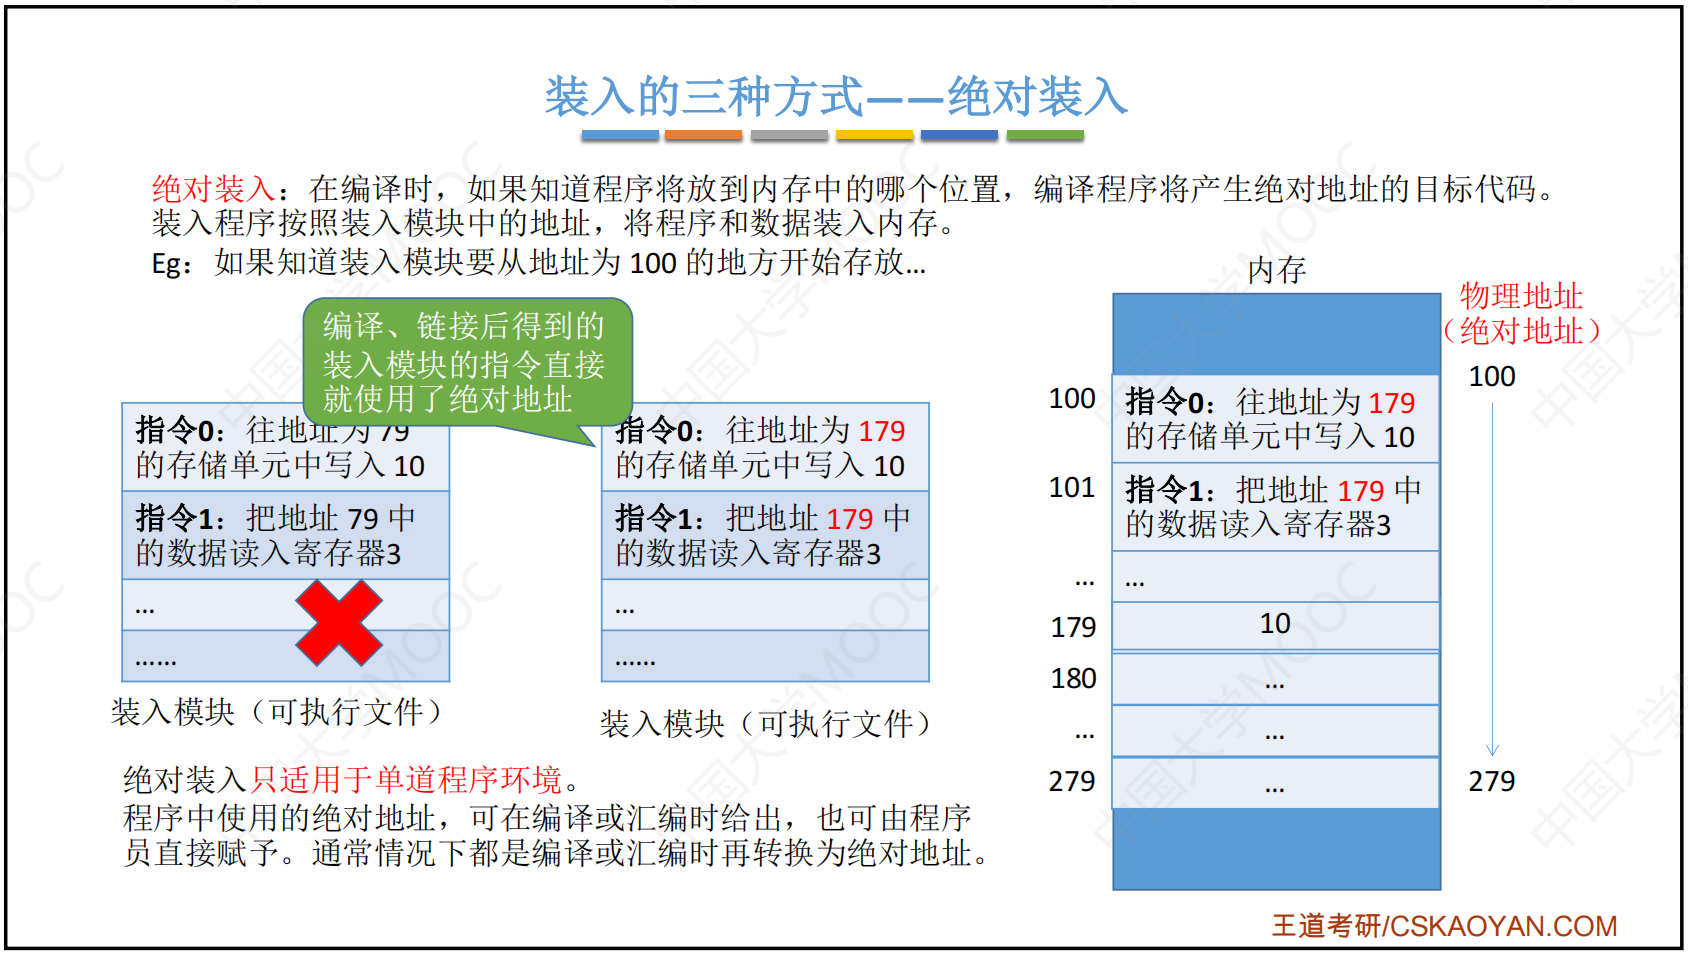 装入的三种方式——绝对装入
绝对装入：在编译时，如果知道程序将放到内存中的哪个位置，编译程序将产生绝对地址的目标代码。
装入程序按照装入模块中的地址，将程序和数据装入内存。
Eg：如果知道装入模块要从地址为 100 的地方开始存放...
编译、链接后得到的
装入模块的指令直接
就使用了绝对地址
指令0：往地址为 79
的存储单元中写入 10
指令1：把地址 79 中
的数据读入寄存器3
...
……
装入模块（可执行文件）
指令0：往地址为 179
的存储单元中写入 10
指令1：把地址 179 中
的数据读入寄存器3
...
……
装入模块（可执行文件）
内存
物理地址
（绝对地址）
100
指令0：往地址为 179
的存储单元中写入 10
100
101
指令1：把地址 179 中
的数据读入寄存器3
...
...
179
10
180
...
...
...
279
...
279
绝对装入只适用于单道程序环境。
程序中使用的绝对地址，可在编译或汇编时给出，也可由程序
员直接赋予。通常情况下都是编译或汇编时再转换为绝对地址。
王道考研/CSKAOYAN.COM
中国大学MOOC